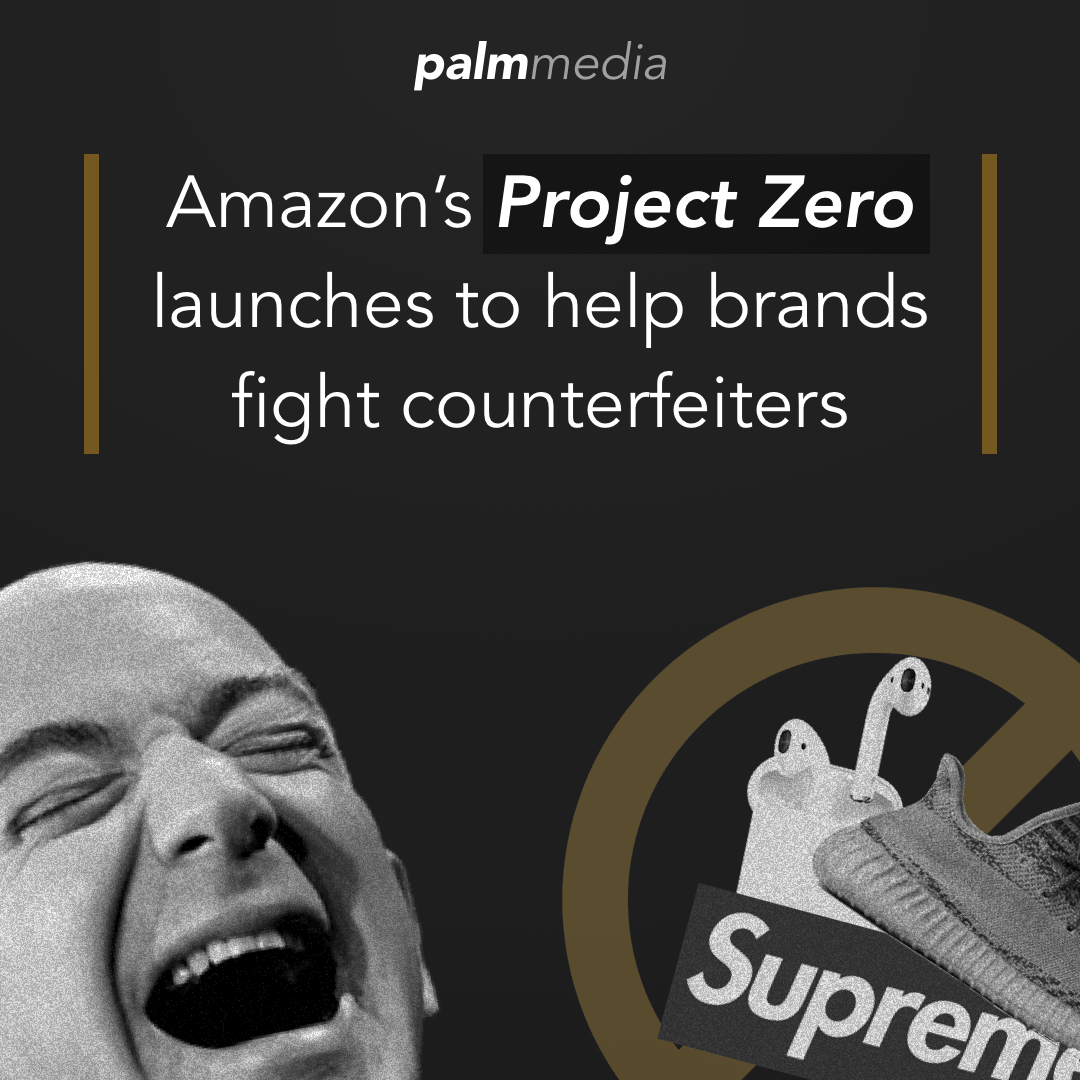 palmmedia
Amazon’s Project Zero
launches to help brands
fight counterfeiters
Supreme